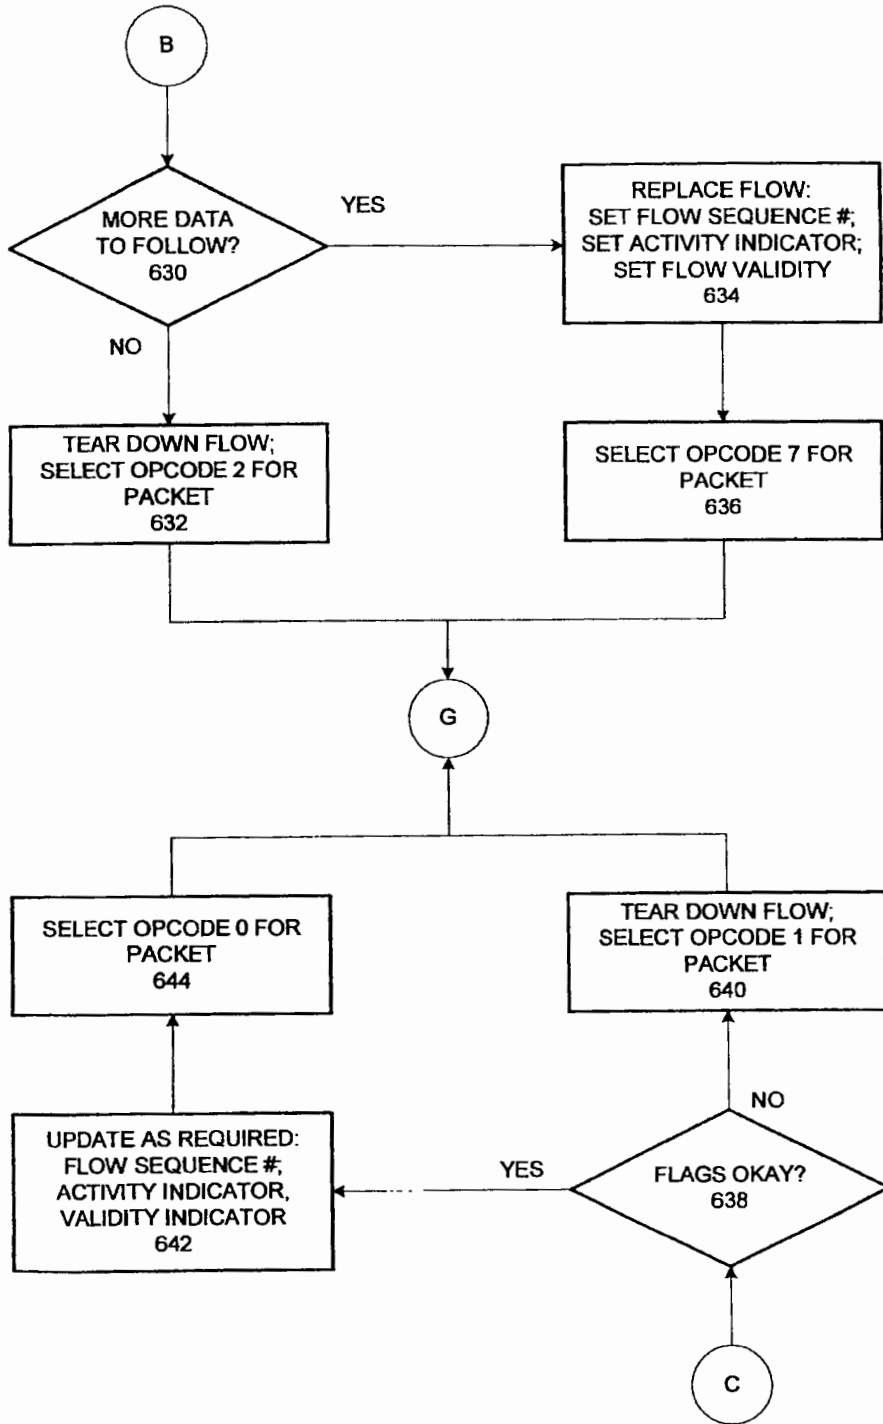 B
MORE DATA
TO FOLLOW?
630
YES
NO
REPLACE FLOW:
SET FLOW SEQUENCE #;
SET ACTIVITY INDICATOR;
SET FLOW VALIDITY
634
TEAR DOWN FLOW;
SELECT OPCODE 2 FOR
PACKET
632
SELECT OPCODE 7 FOR
PACKET
636
G
SELECT OPCODE 0 FOR
PACKET
644
TEAR DOWN FLOW;
SELECT OPCODE 1 FOR
PACKET
640
UPDATE AS REQUIRED:
FLOW SEQUENCE #;
ACTIVITY INDICATOR,
VALIDITY INDICATOR
642
YES
NO
FLAGS OKAY?
638
C